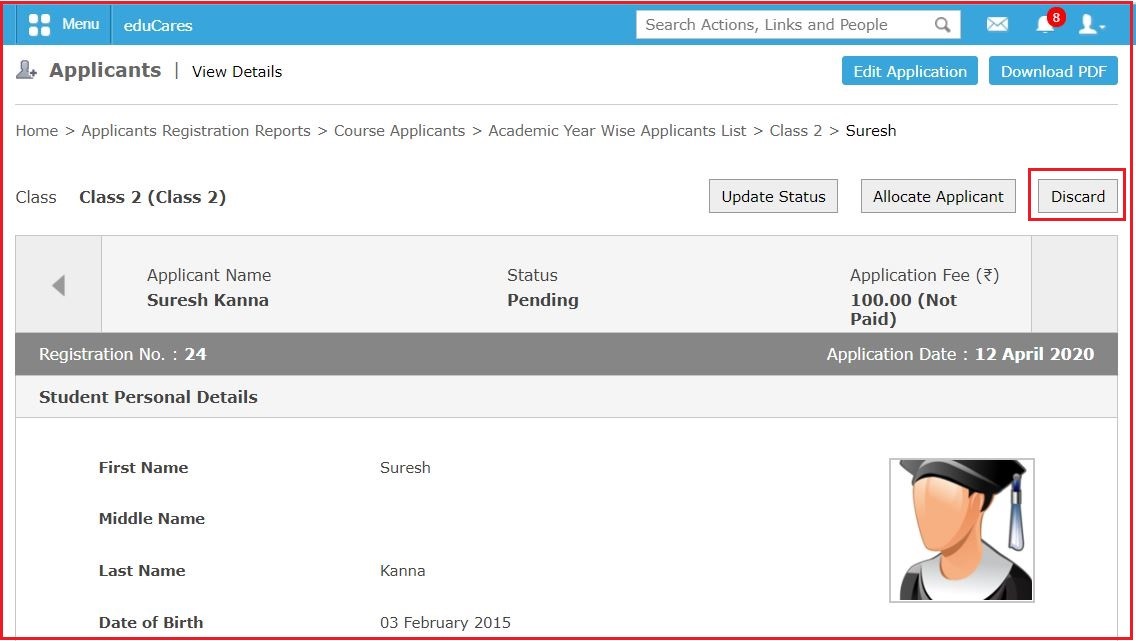 Menu eduCares Search Actions, Links and People 8
Applicants | View Details Edit Application Download PDF
Home > Applicants Registration Reports > Course Applicants > Academic Year Wise Applicants List > Class 2 > Suresh
Class Class 2 (Class 2) Update Status Allocate Applicant Discard
Applicant Name Status Application Fee (₹)
Suresh Kanna Pending 100.00 (Not
Paid)
Registration No. : 24 Application Date : 12 April 2020
Student Personal Details
First Name Suresh
Middle Name
Last Name Kanna
Date of Birth 03 February 2015